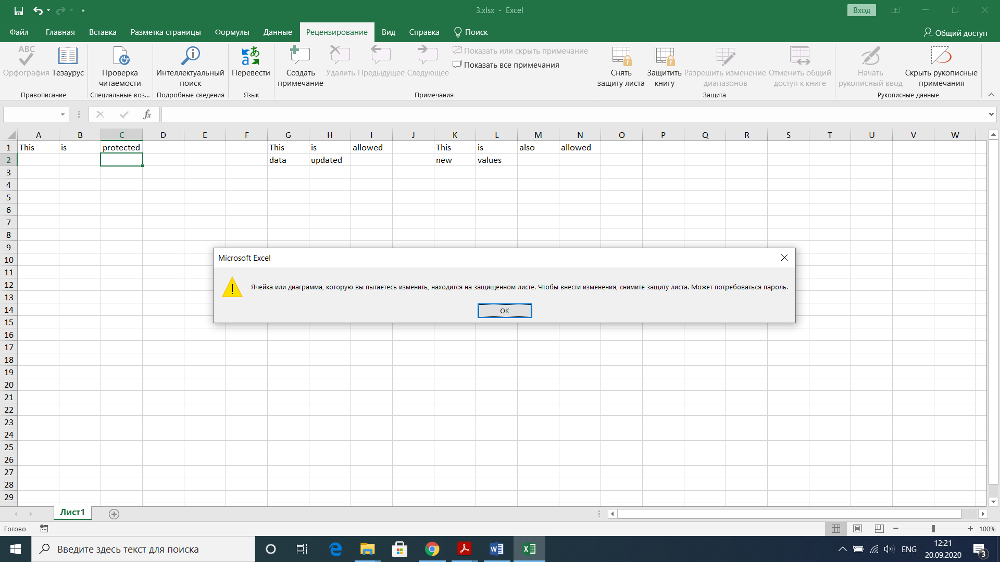 3.xlsx - Excel
Вход
Файл Главная Вставка Разметка страницы Формулы Данные Рецензирование Вид Справка Поиск Общий доступ
ABC
Орфография Тезаурус
Правописание
Проверка
читаемости
Специальные воз...
Интеллектуальный
поиск
Подробные сведения
Перевести
Язык
Создать
примечание
Удалить Предыдущее Следующее
Показать или скрыть примечание
Показать все примечания
Примечания
Снять
защиту листа
Защитить
книгу
Разрешить изменение
диапазонов
Отменить общий
доступ к книге
Защита
Начать
рукописный ввод
Скрыть рукописные
примечания
Рукописные данные
fx
A B C D E F G H I J K L M N O P Q R S T U V W
1 This is protected This is allowed This is also allowed
2 data updated new values
3
4
5
6
7
8
9
10
11
12
13
14
15
16
17
18
19
20
21
22
23
24
25
26
27
28
29
Microsoft Excel
Ячейка или диаграмма, которую вы пытаетесь изменить, находится на защищенном листе. Чтобы внести изменения, снимите защиту листа. Может потребоваться пароль.
ОК
Лист1
Готово
100%
Введите здесь текст для поиска
ENG
12:21
20.09.2020
3